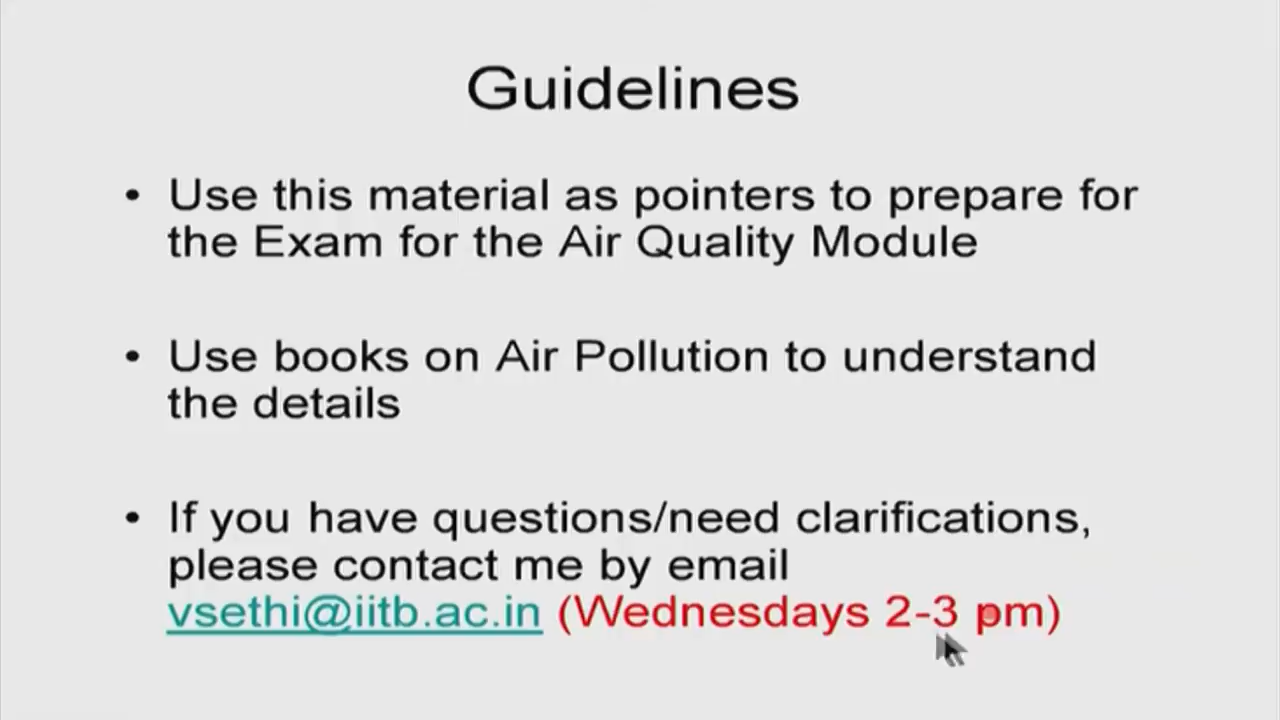 Guidelines
• Use this material as pointers to prepare for
the Exam for the Air Quality Module
• Use books on Air Pollution to understand
the details
• If you have questions/need clarifications,
please contact me by email
vsethi@iitb.ac.in (Wednesdays 2-3 pm)